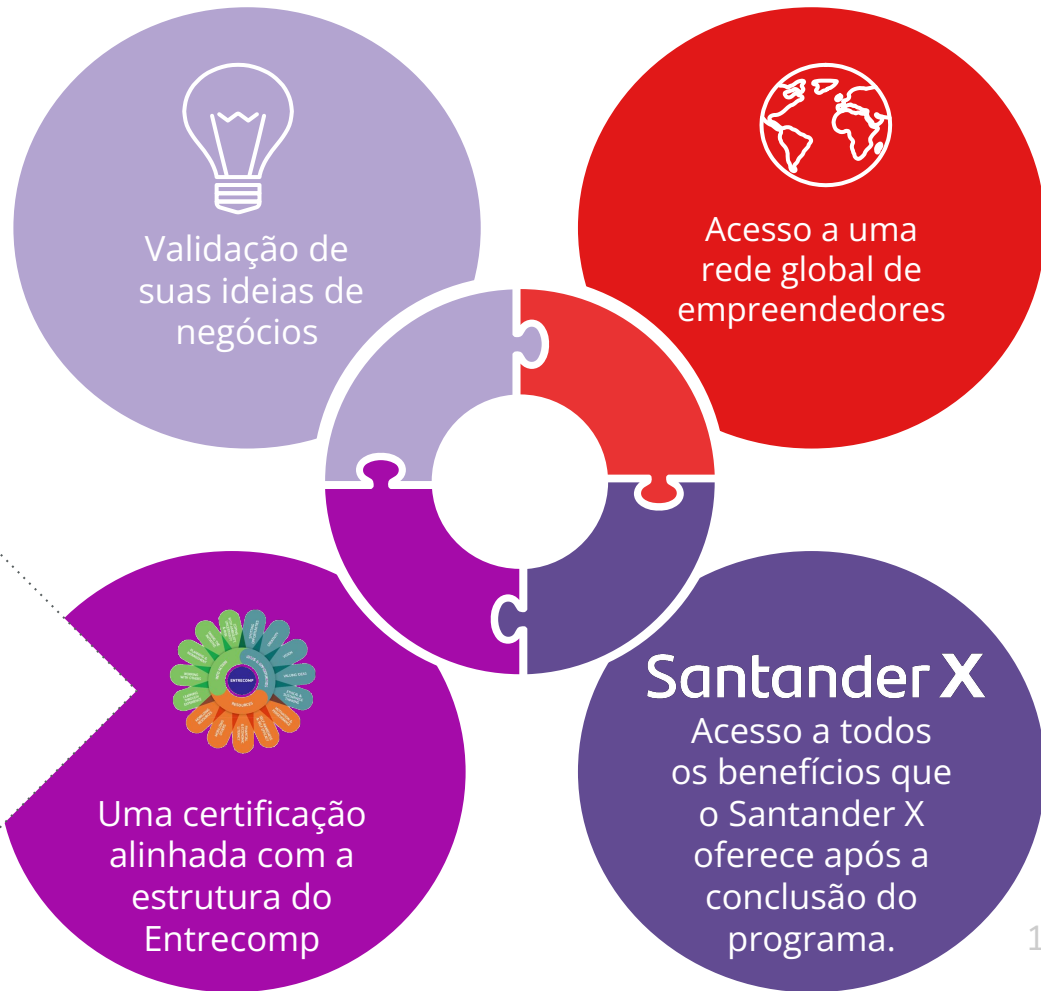 Validação de
suas ideias de
negócios
Acesso a uma
rede global de
empreendedores
ENTRECOMP
RESOURCES
Uma certificação
alinhada com a
estrutura do
Entrecomp
Santander X
Acesso a todos
os benefícios que
o Santander X
oferece após a
conclusão do
programa.
1